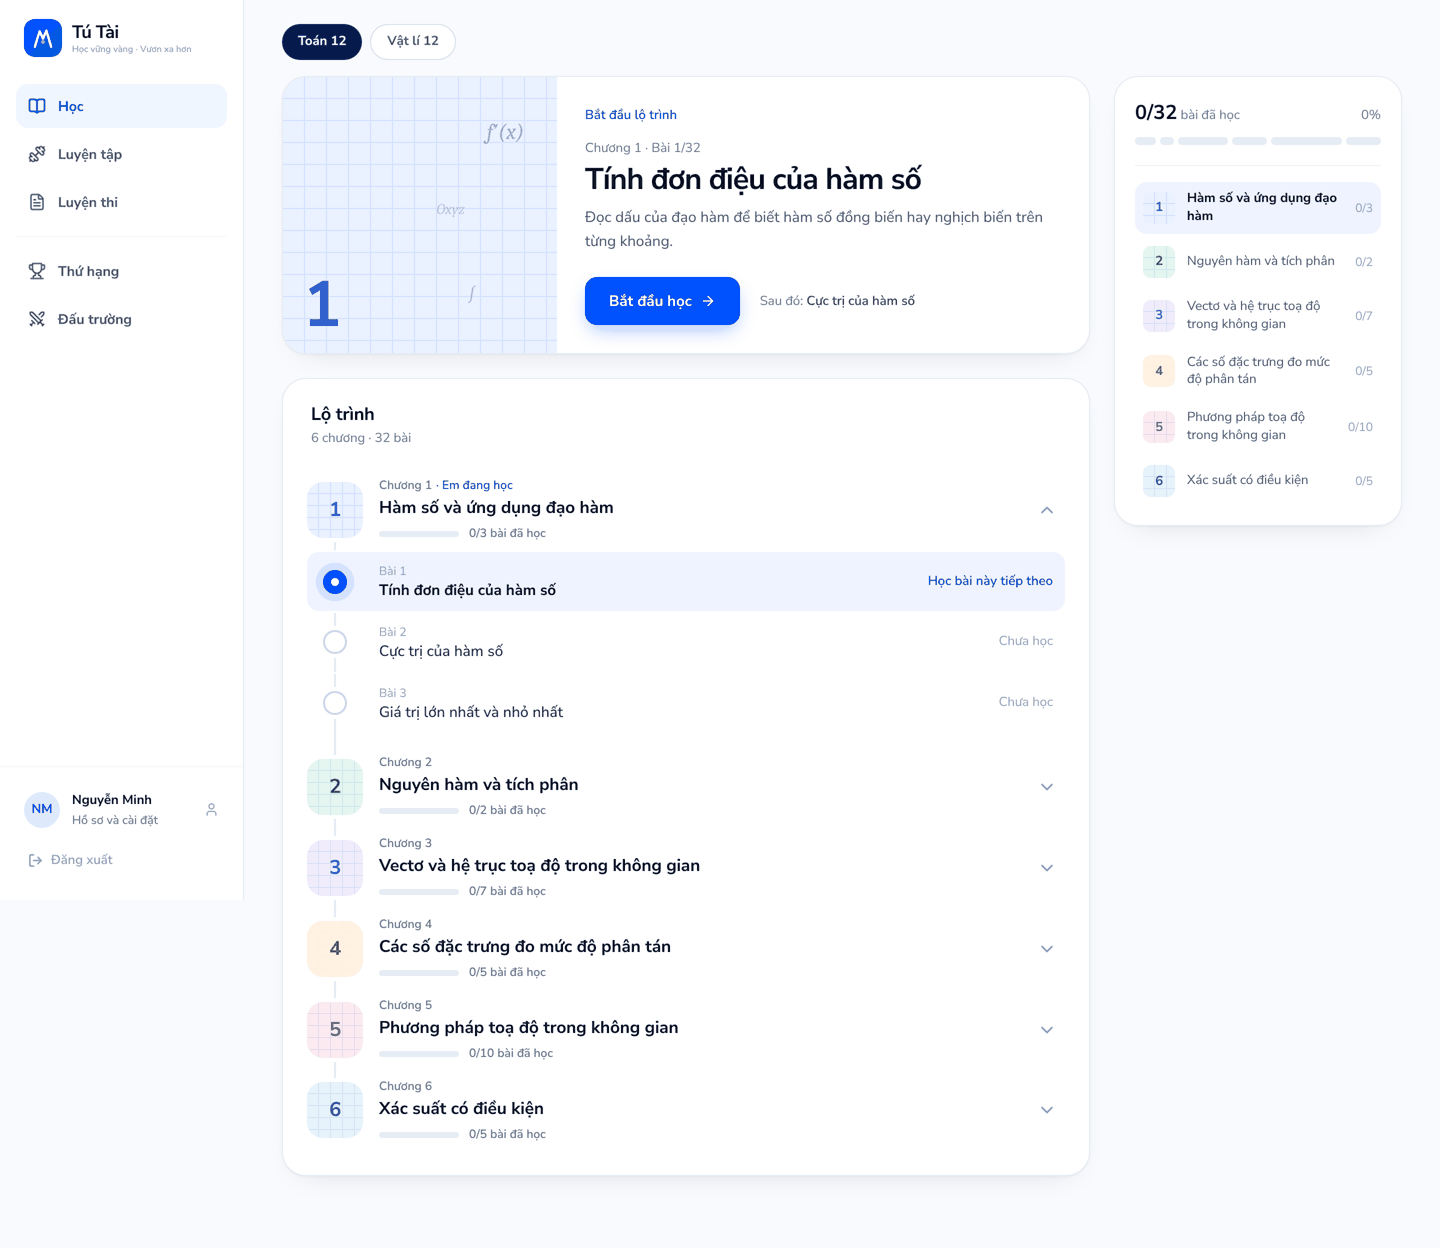 Tú Tài
Học vững vàng · Vươn xa hơn
Học
Luyện tập
Luyện thi
Thứ hạng
Đấu trường
NM
Nguyễn Minh
Hồ sơ và cài đặt
Đăng xuất
Toán 12
Vật lí 12
f′(x)
Oxyz
∫
1
Bắt đầu lộ trình
Chương 1 · Bài 1/32
Tính đơn điệu của hàm số
Đọc dấu của đạo hàm để biết hàm số đồng biến hay nghịch biến trên
từng khoảng.
Bắt đầu học →
Sau đó: Cực trị của hàm số
Lộ trình
6 chương · 32 bài
1
Chương 1 · Em đang học
Hàm số và ứng dụng đạo hàm
0/3 bài đã học
Bài 1
Tính đơn điệu của hàm số
Học bài này tiếp theo
Bài 2
Cực trị của hàm số
Chưa học
Bài 3
Giá trị lớn nhất và nhỏ nhất
Chưa học
2
Chương 2
Nguyên hàm và tích phân
0/2 bài đã học
3
Chương 3
Vectơ và hệ trục toạ độ trong không gian
0/7 bài đã học
4
Chương 4
Các số đặc trưng đo mức độ phân tán
0/5 bài đã học
5
Chương 5
Phương pháp toạ độ trong không gian
0/10 bài đã học
6
Chương 6
Xác suất có điều kiện
0/5 bài đã học
0/32 bài đã học
0%
1
Hàm số và ứng dụng đạo
hàm
0/3
2
Nguyên hàm và tích phân
0/2
3
Vectơ và hệ trục toạ độ
trong không gian
0/7
4
Các số đặc trưng đo mức
độ phân tán
0/5
5
Phương pháp toạ độ
trong không gian
0/10
6
Xác suất có điều kiện
0/5